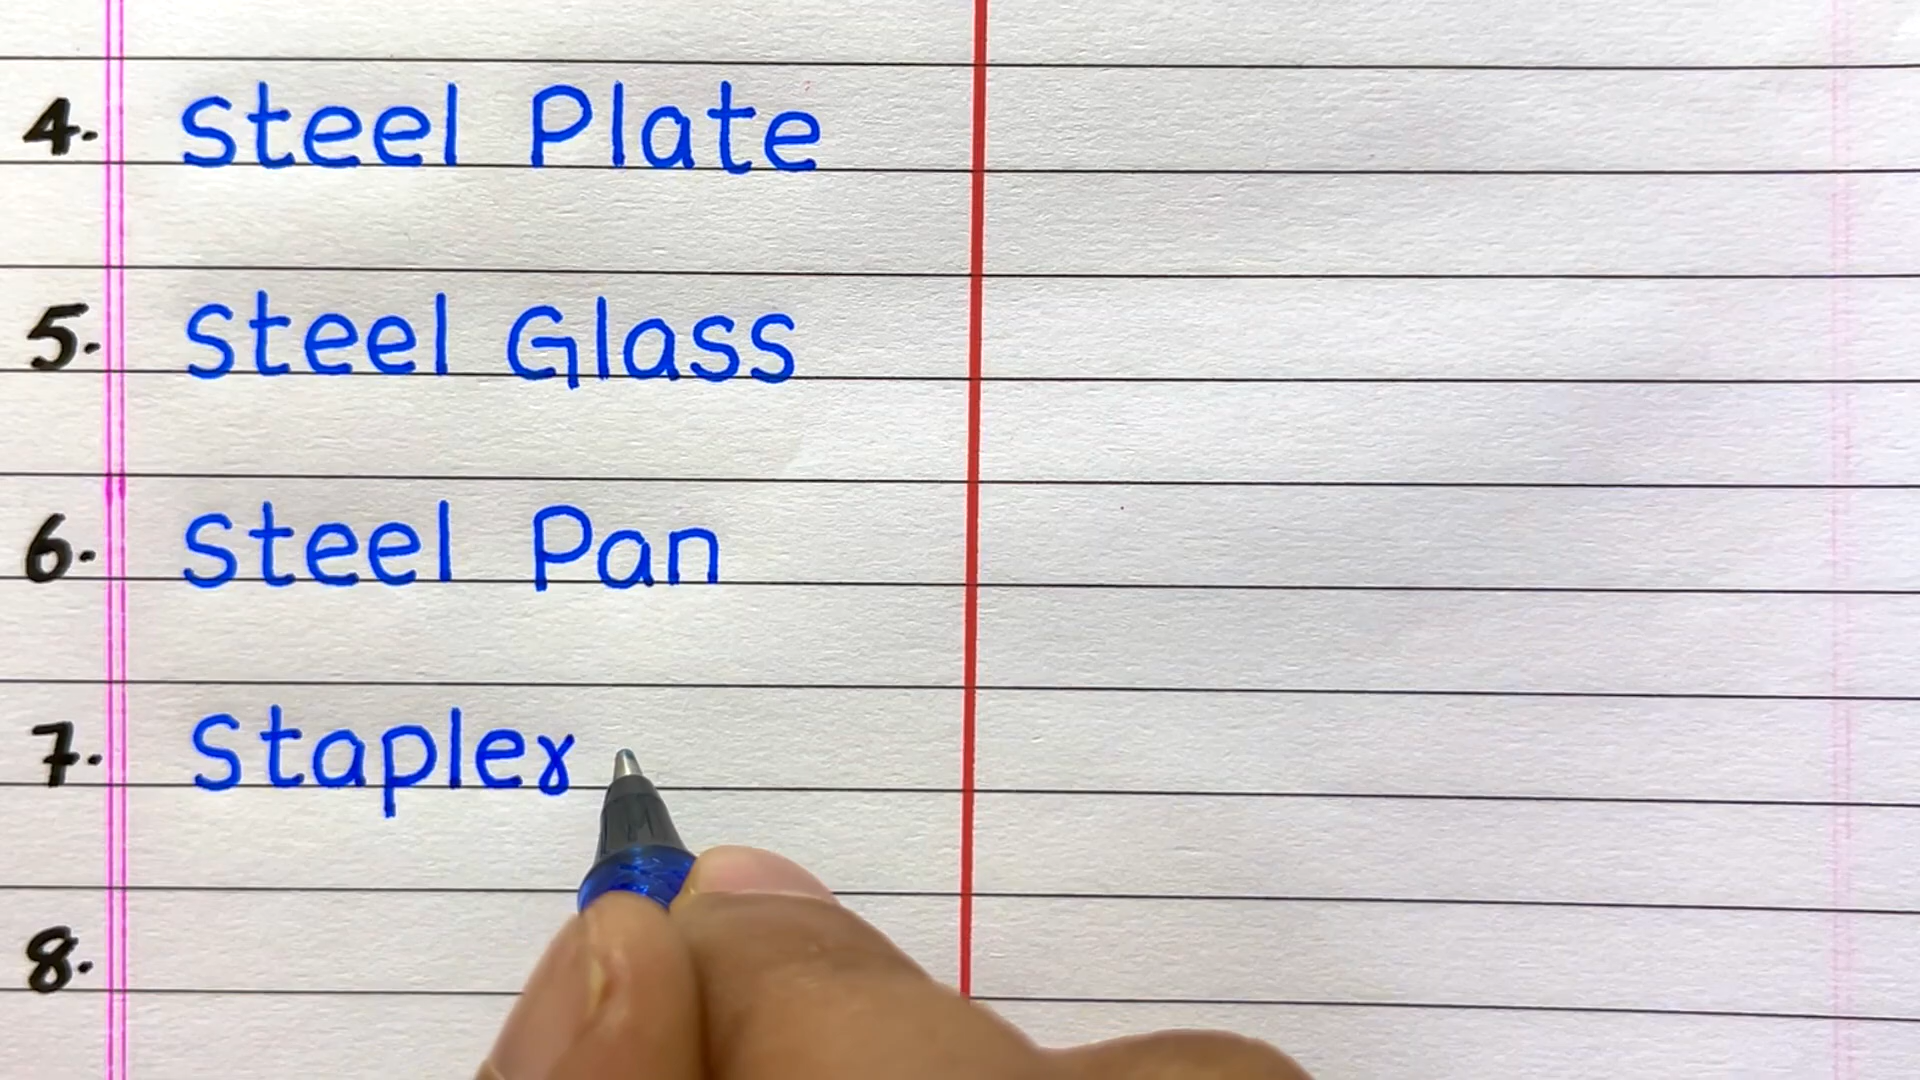 4. Steel Plate
5. Steel Glass
6. Steel Pan
7. Stapler
8.